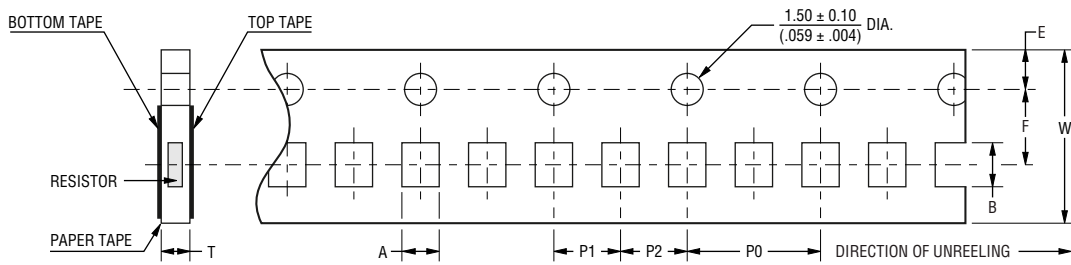 BOTTOM TAPE
TOP TAPE
1.50 ± 0.10
(.059 ± .004)
DIA.
E
F
W
RESISTOR
B
PAPER TAPE
T
A
P1
P2
P0
DIRECTION OF UNREELING